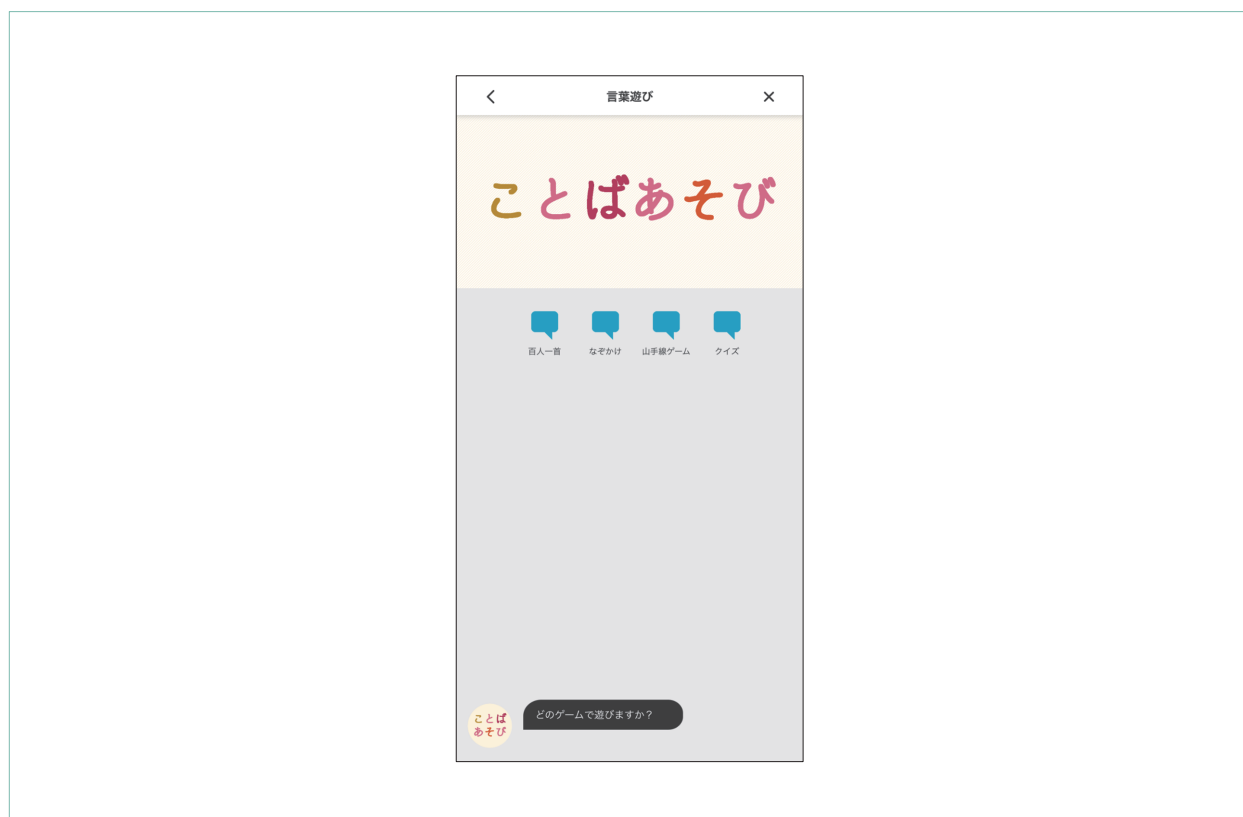 言葉遊び
ことばあそび
百人一首 なぞかけ 山手線ゲーム クイズ
ことば
あそび
どのゲームで遊びますか？